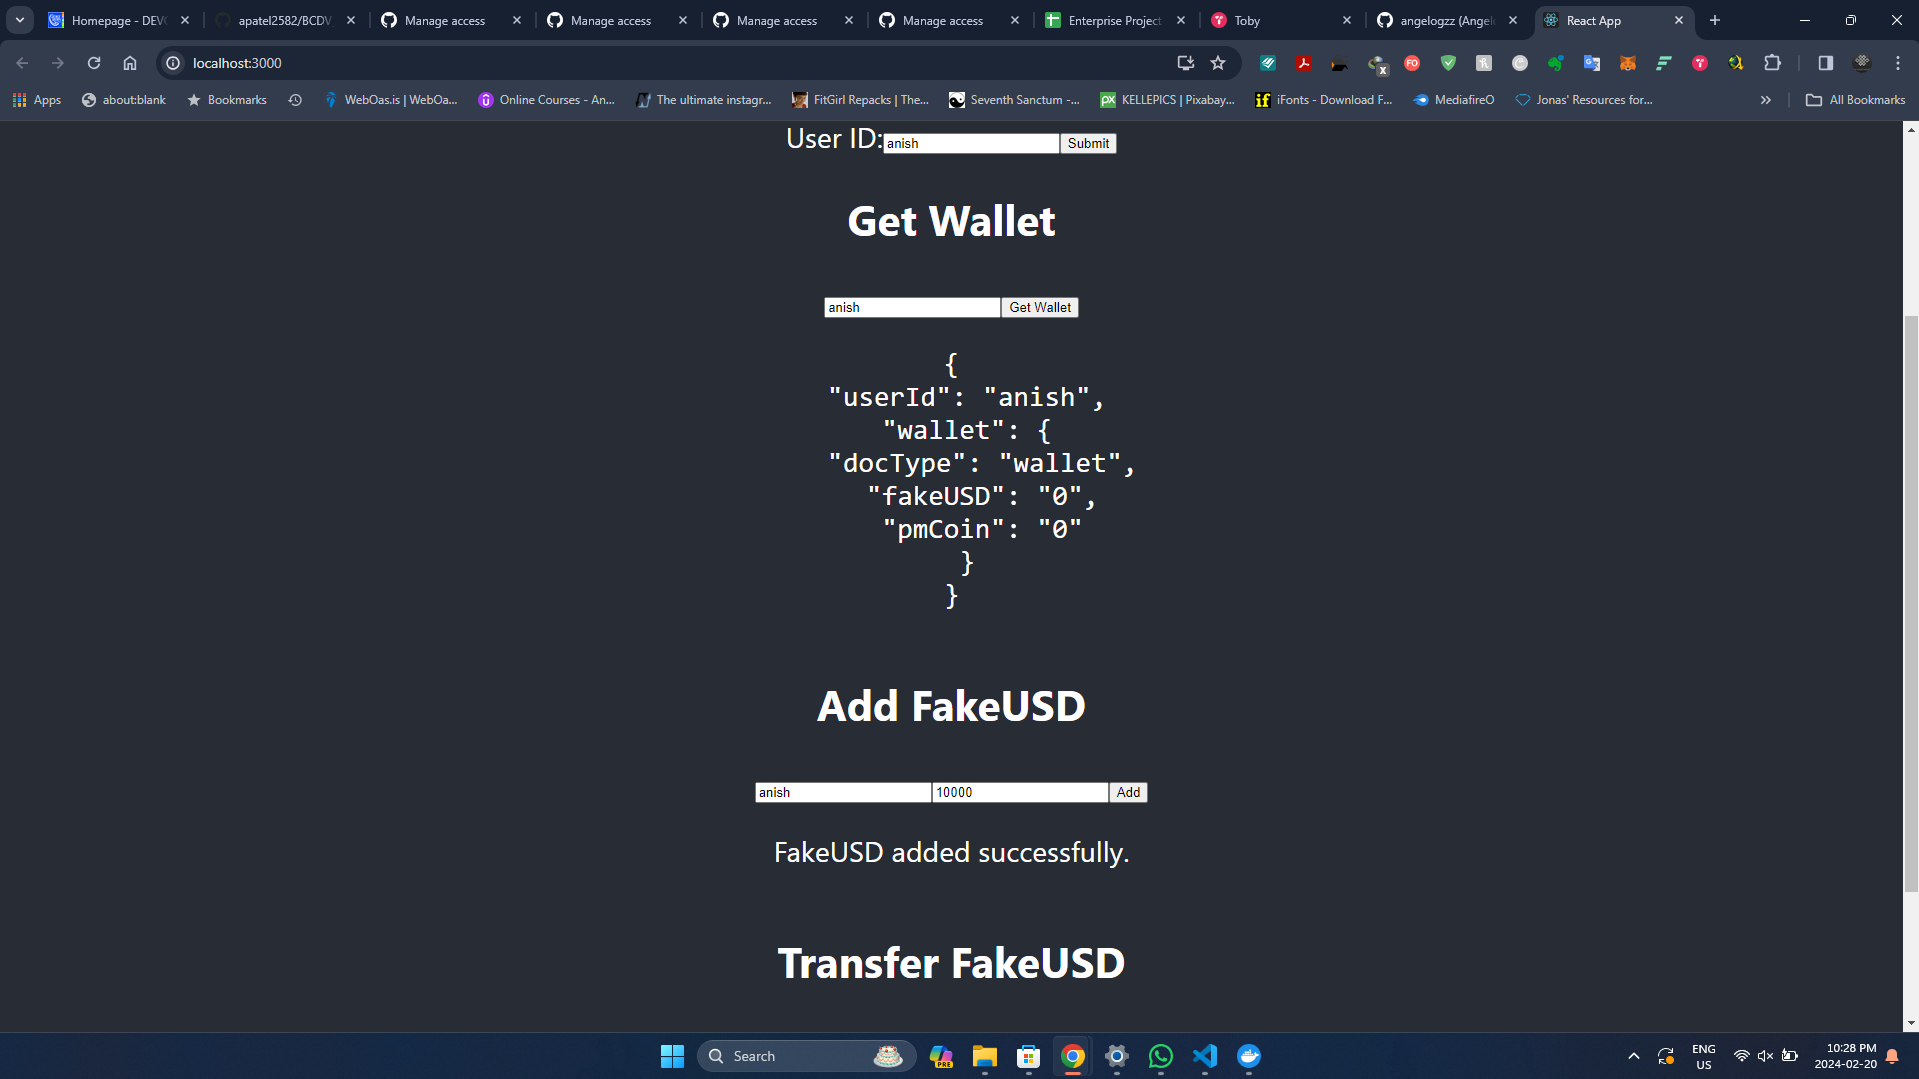 Homepage - DEVC
apatel2582/BCDV
Manage access
Manage access
Manage access
Manage access
Enterprise Project
Toby
angelogzz (Angel
React App
localhost:3000
Apps
about:blank
Bookmarks
WebOas.is | WebOa...
Online Courses - An...
The ultimate instagr...
FitGirl Repacks | The...
Seventh Sanctum -...
KELLEPICS | Pixabay...
iFonts - Download F...
MediafireO
Jonas' Resources for...
All Bookmarks
User ID: anish Submit
Get Wallet
anish Get Wallet
{
"userId": "anish",
"wallet": {
"docType": "wallet",
"fakeUSD": "0",
"pmCoin": "0"
}
}
Add FakeUSD
anish 10000 Add
FakeUSD added successfully.
Transfer FakeUSD
Search
PRE
ENG
US
10:28 PM
2024-02-20